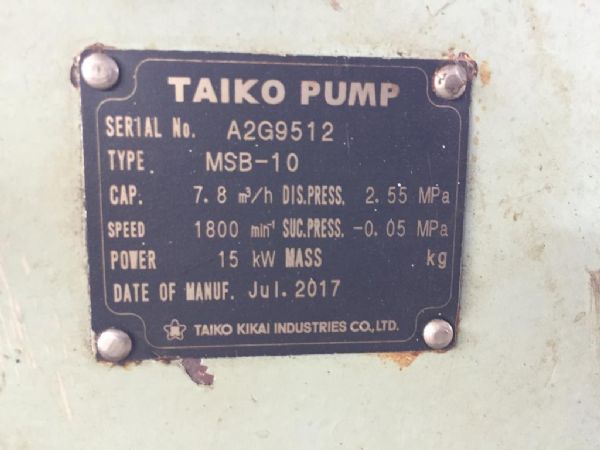 TAIKO PUMP
SERIAL No. A2G9512
TYPE MSB-10
CAP. 7.8 m³/h DIS.PRESS. 2.55 MPa
SPEED 1800 min⁻¹ SUC.PRESS. -0.05 MPa
POWER 15 kW MASS kg
DATE OF MANUF. Jul.2017
TAIKO KIKAI INDUSTRIES CO.,LTD.